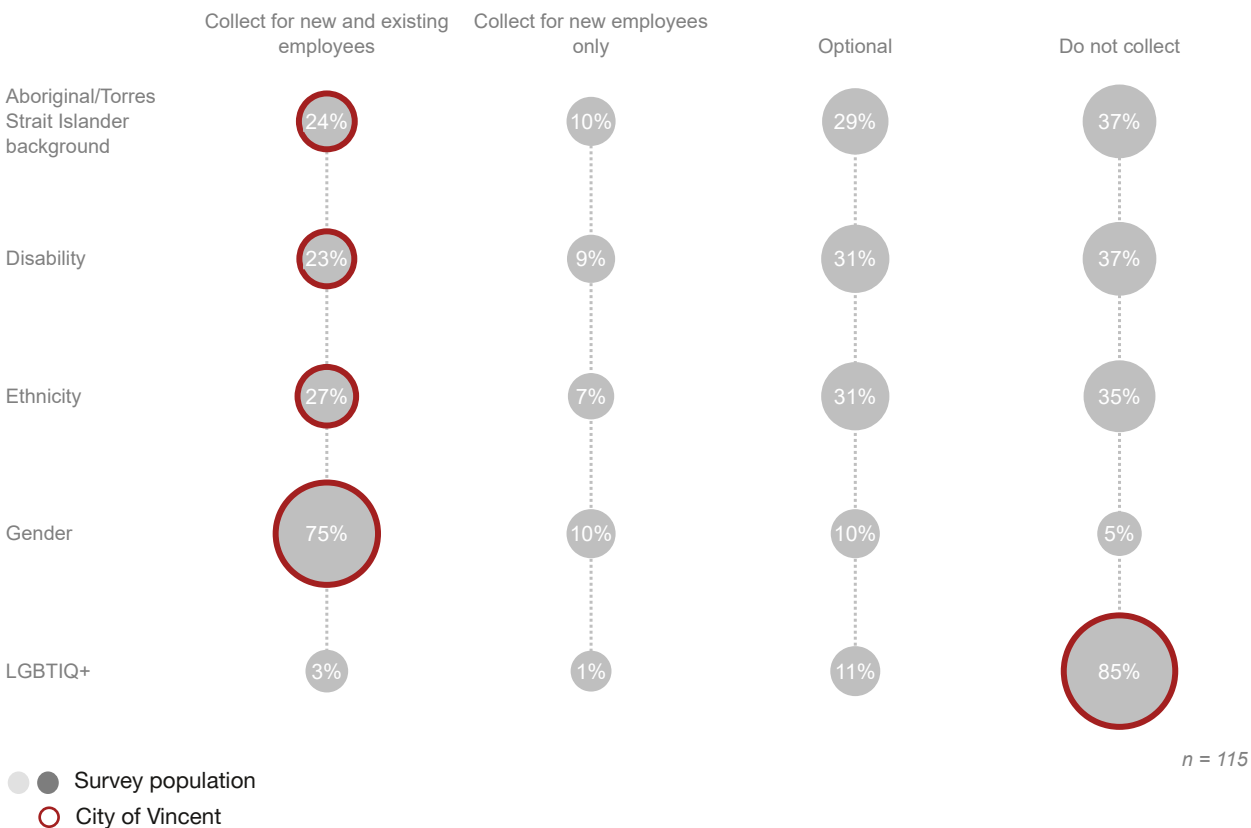 Collect for new and existing
employees
Collect for new employees
only
Optional
Do not collect
Aboriginal/Torres
Strait Islander
background
24%
10%
29%
37%
Disability
23%
9%
31%
37%
Ethnicity
27%
7%
31%
35%
Gender
75%
10%
10%
5%
LGBTIQ+
3%
1%
11%
85%
n = 115
Survey population
City of Vincent